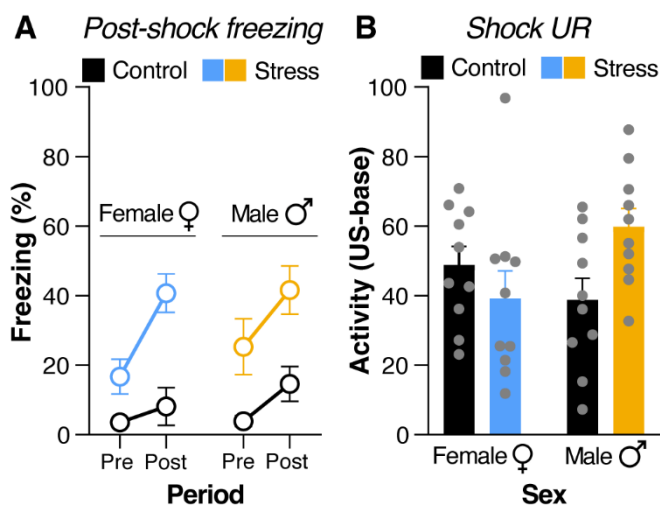 A Post-shock freezing
Control Stress
Freezing (%)
100
80
60
40
20
0
Female ♀ Male ♂
Pre Post Pre Post
Period
B Shock UR
Control Stress
Activity (US-base)
100
80
60
40
20
0
Female ♀ Male ♂
Sex